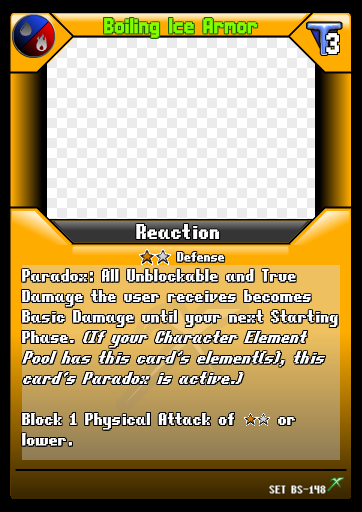 Boiling Ice Armor
T3
Reaction
Defense
Paradox: All Unblockable and True
Damage the user receives becomes
Basic Damage until your next Starting
Phase. (If your Character Element
Pool has this card's element(s), this
card's Paradox is active.)
Block 1 Physical Attack of ★☆ or
lower.
SET BS-148